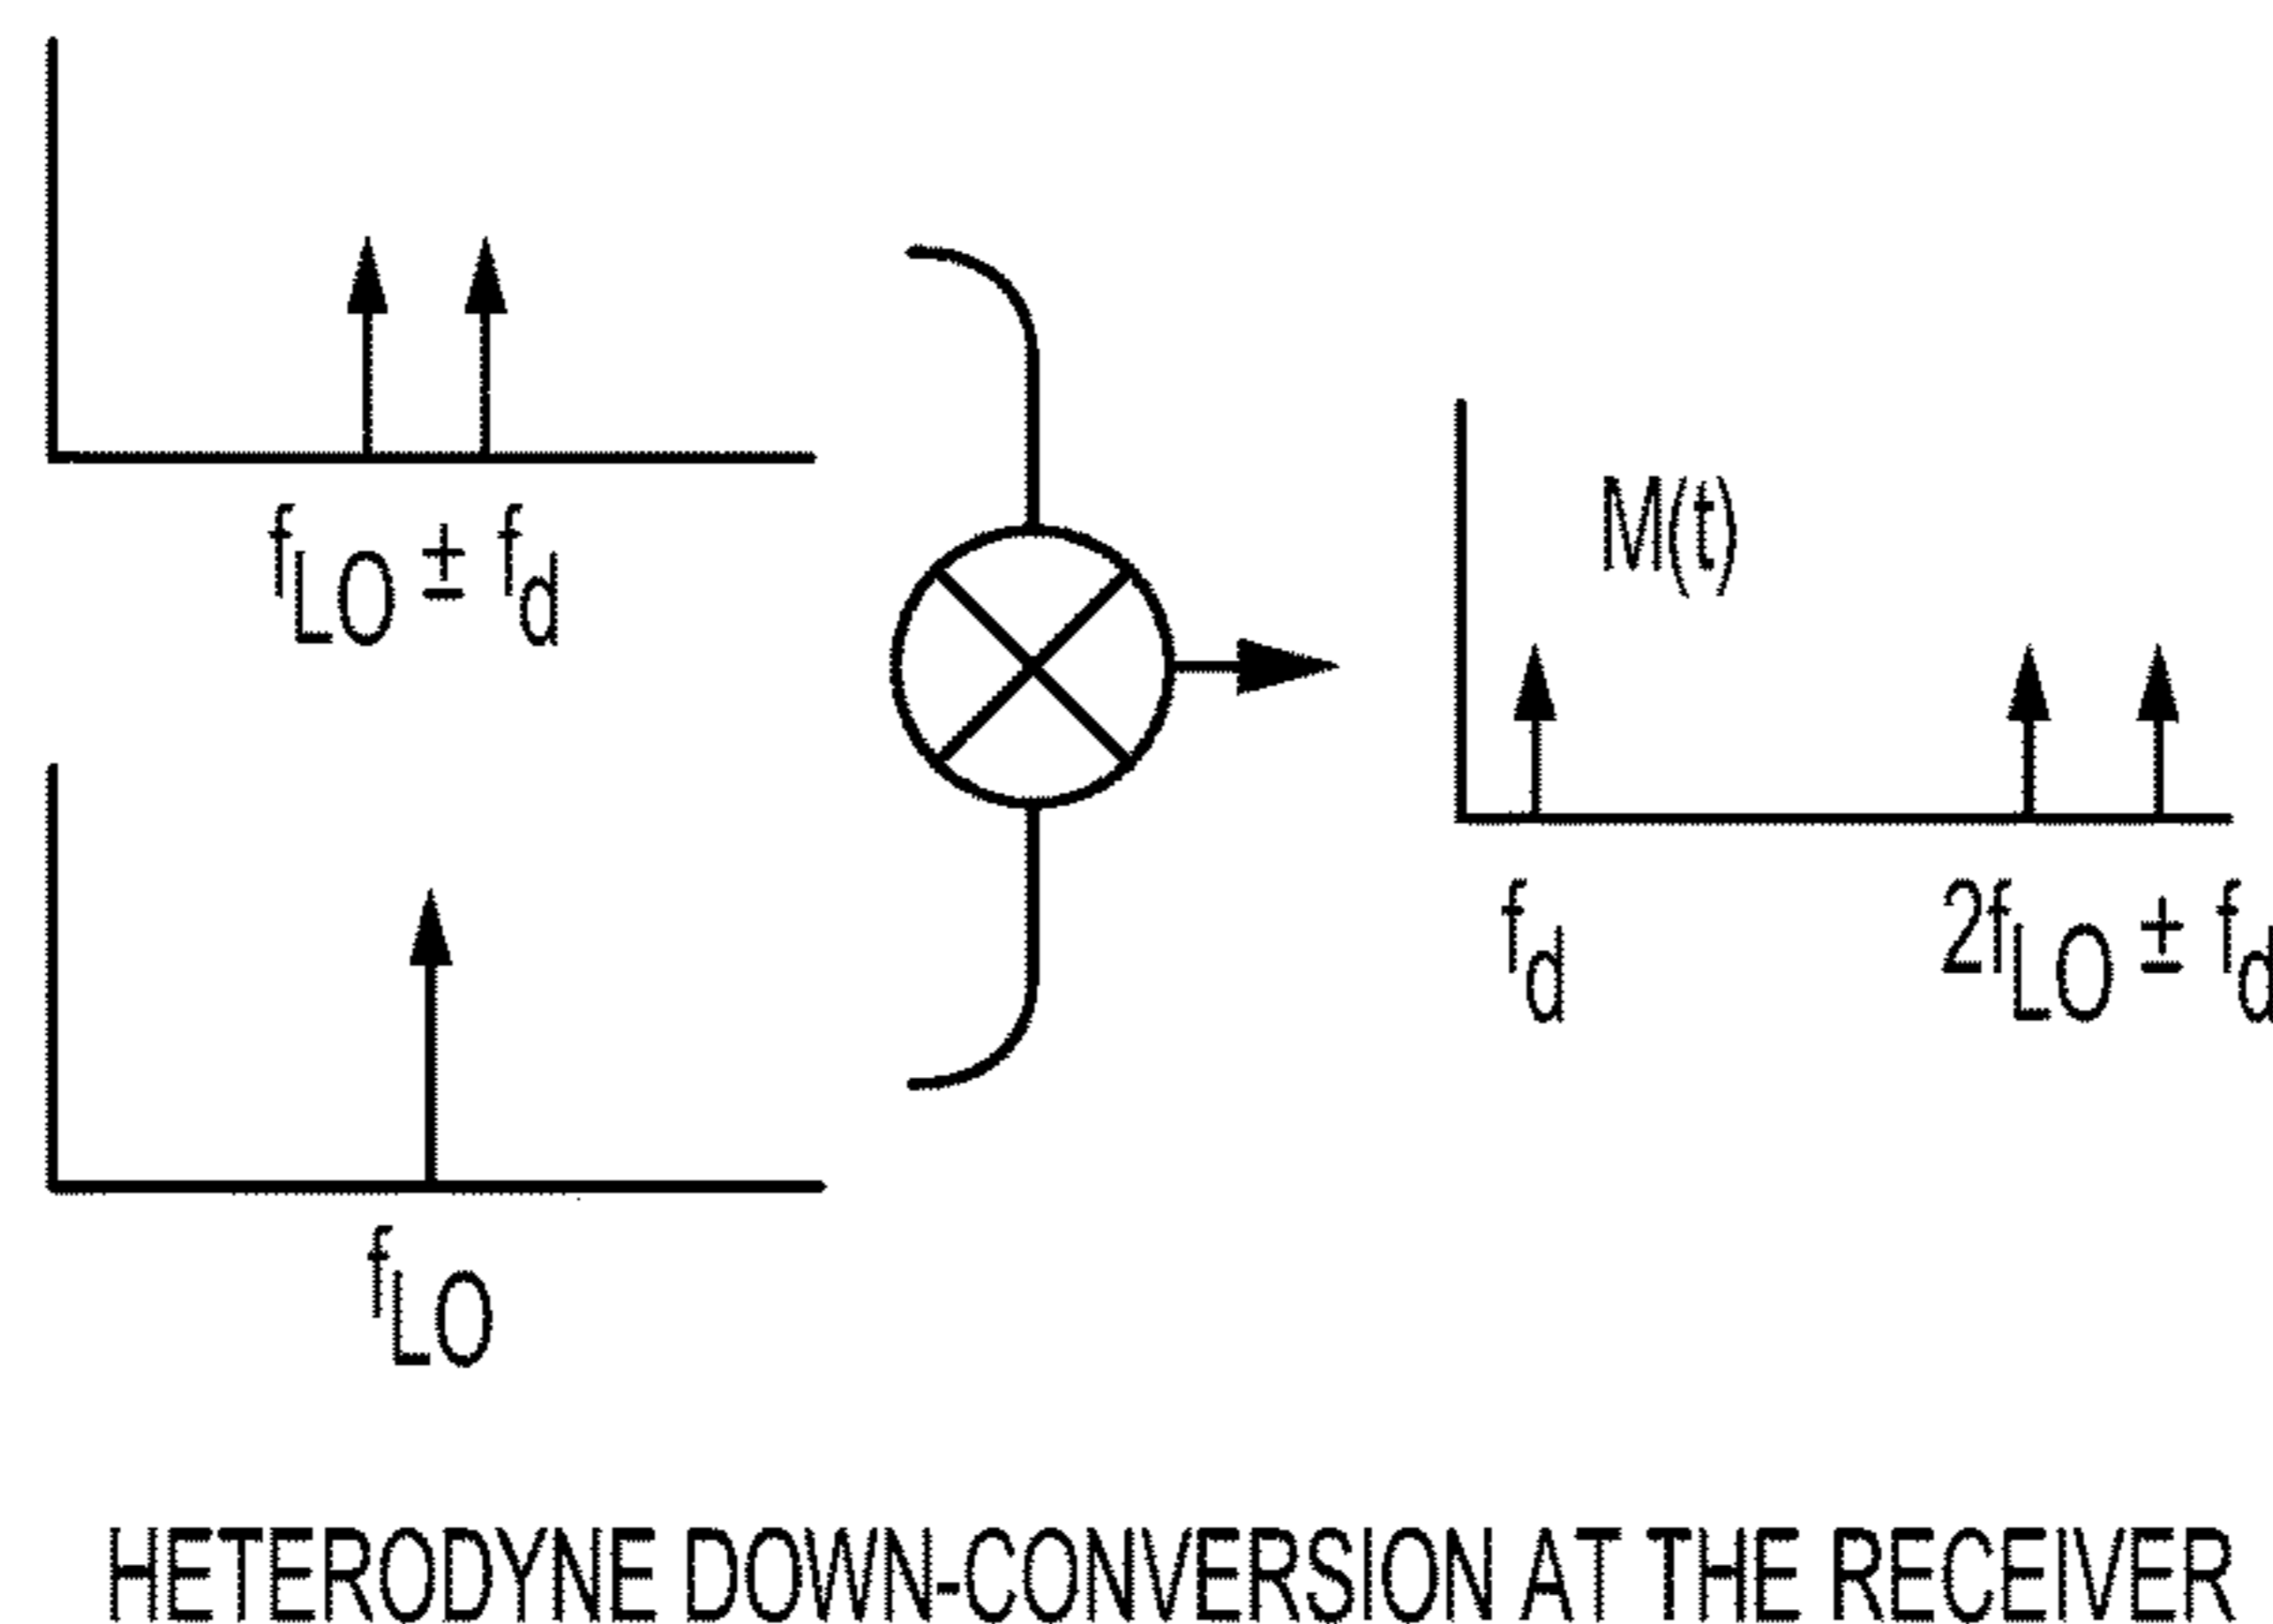 f_LO ± f_d
M(t)
f_d
2f_LO ± f_d
f_LO
HETERODYNE DOWN-CONVERSION AT THE RECEIVER